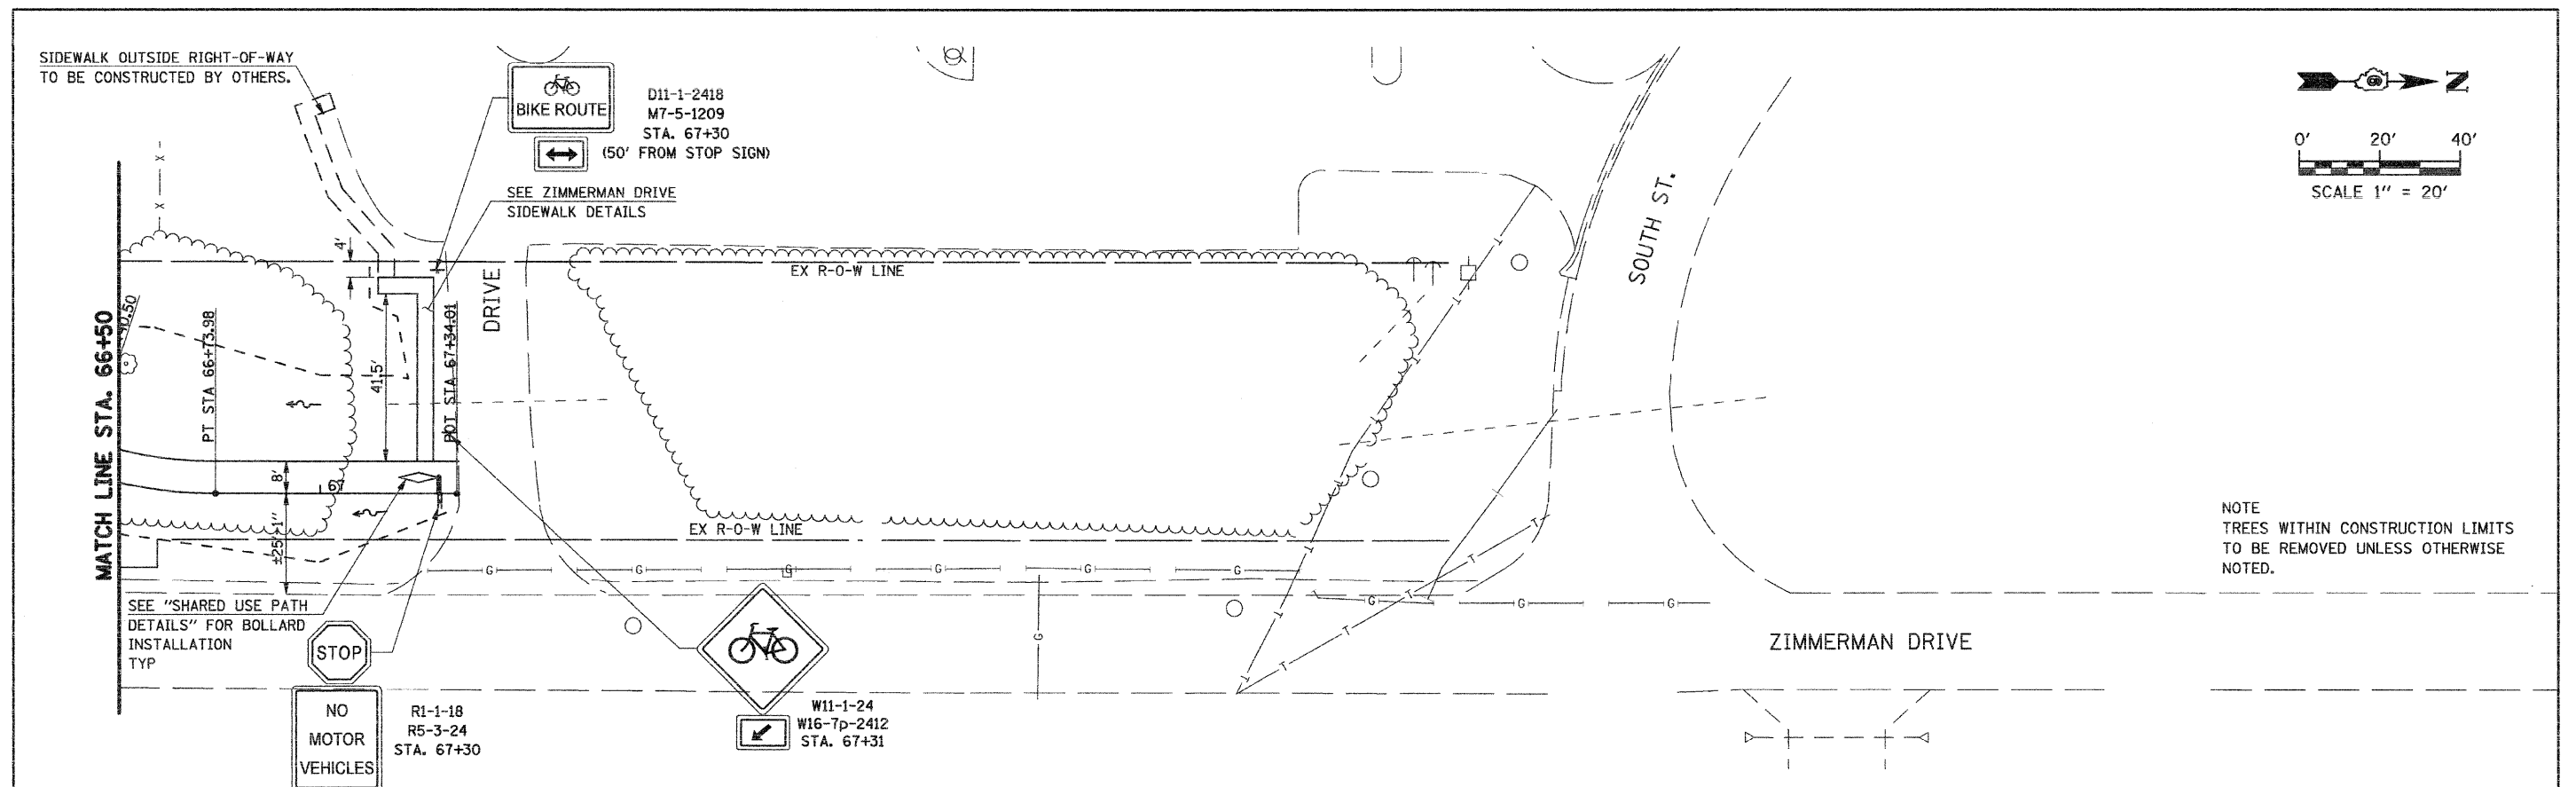 SIDEWALK OUTSIDE RIGHT-OF-WAY
TO BE CONSTRUCTED BY OTHERS.
BIKE ROUTE
D11-1-2418
M7-5-1209
STA. 67+30
(50' FROM STOP SIGN)
SEE ZIMMERMAN DRIVE
SIDEWALK DETAILS
N
0' 20' 40'
SCALE 1" = 20'
SOUTH ST.
X
X
4'
EX R-O-W LINE
DRIVE
MATCH LINE STA. 66+50
PT STA 66+73.98
41.5'
POT STA 67+34.01
8'
67
±25'-1"
EX R-O-W LINE
NOTE
TREES WITHIN CONSTRUCTION LIMITS
TO BE REMOVED UNLESS OTHERWISE
NOTED.
G G G G G G
G G G
G
T T T T T T T
SEE "SHARED USE PATH
DETAILS" FOR BOLLARD
INSTALLATION
TYP
STOP
NO
MOTOR
VEHICLES
R1-1-18
R5-3-24
STA. 67+30
W11-1-24
W16-7p-2412
STA. 67+31
ZIMMERMAN DRIVE